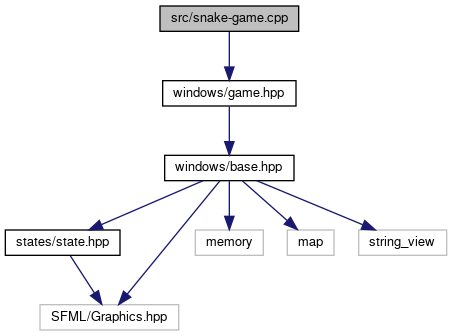 src/snake-game.cpp
windows/game.hpp
windows/base.hpp
states/state.hpp
memory
map
string_view
SFML/Graphics.hpp